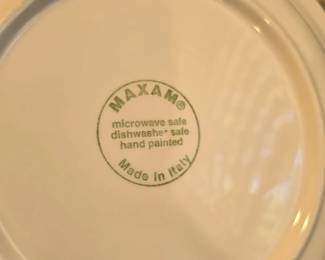 MAXAM®
microwave safe
dishwasher safe
hand painted
Made in Italy